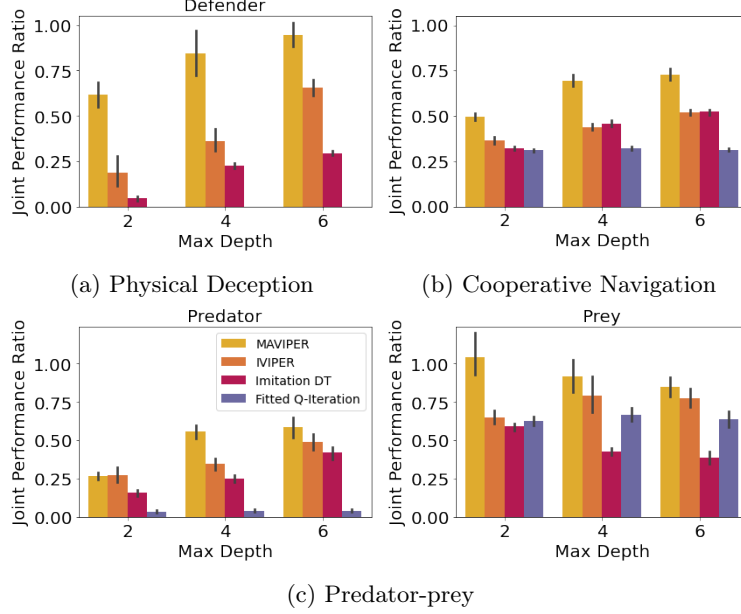 Defender
Joint Performance Ratio
1.00
0.75
0.50
0.25
0.00
2 4 6
Max Depth
(a) Physical Deception
Joint Performance Ratio
1.00
0.75
0.50
0.25
0.00
2 4 6
Max Depth
(b) Cooperative Navigation
Predator
Joint Performance Ratio
1.00
0.75
0.50
0.25
0.00
MAVIPER
IVIPER
Imitation DT
Fitted Q-Iteration
2 4 6
Max Depth
Prey
Joint Performance Ratio
1.00
0.75
0.50
0.25
0.00
2 4 6
Max Depth
(c) Predator-prey